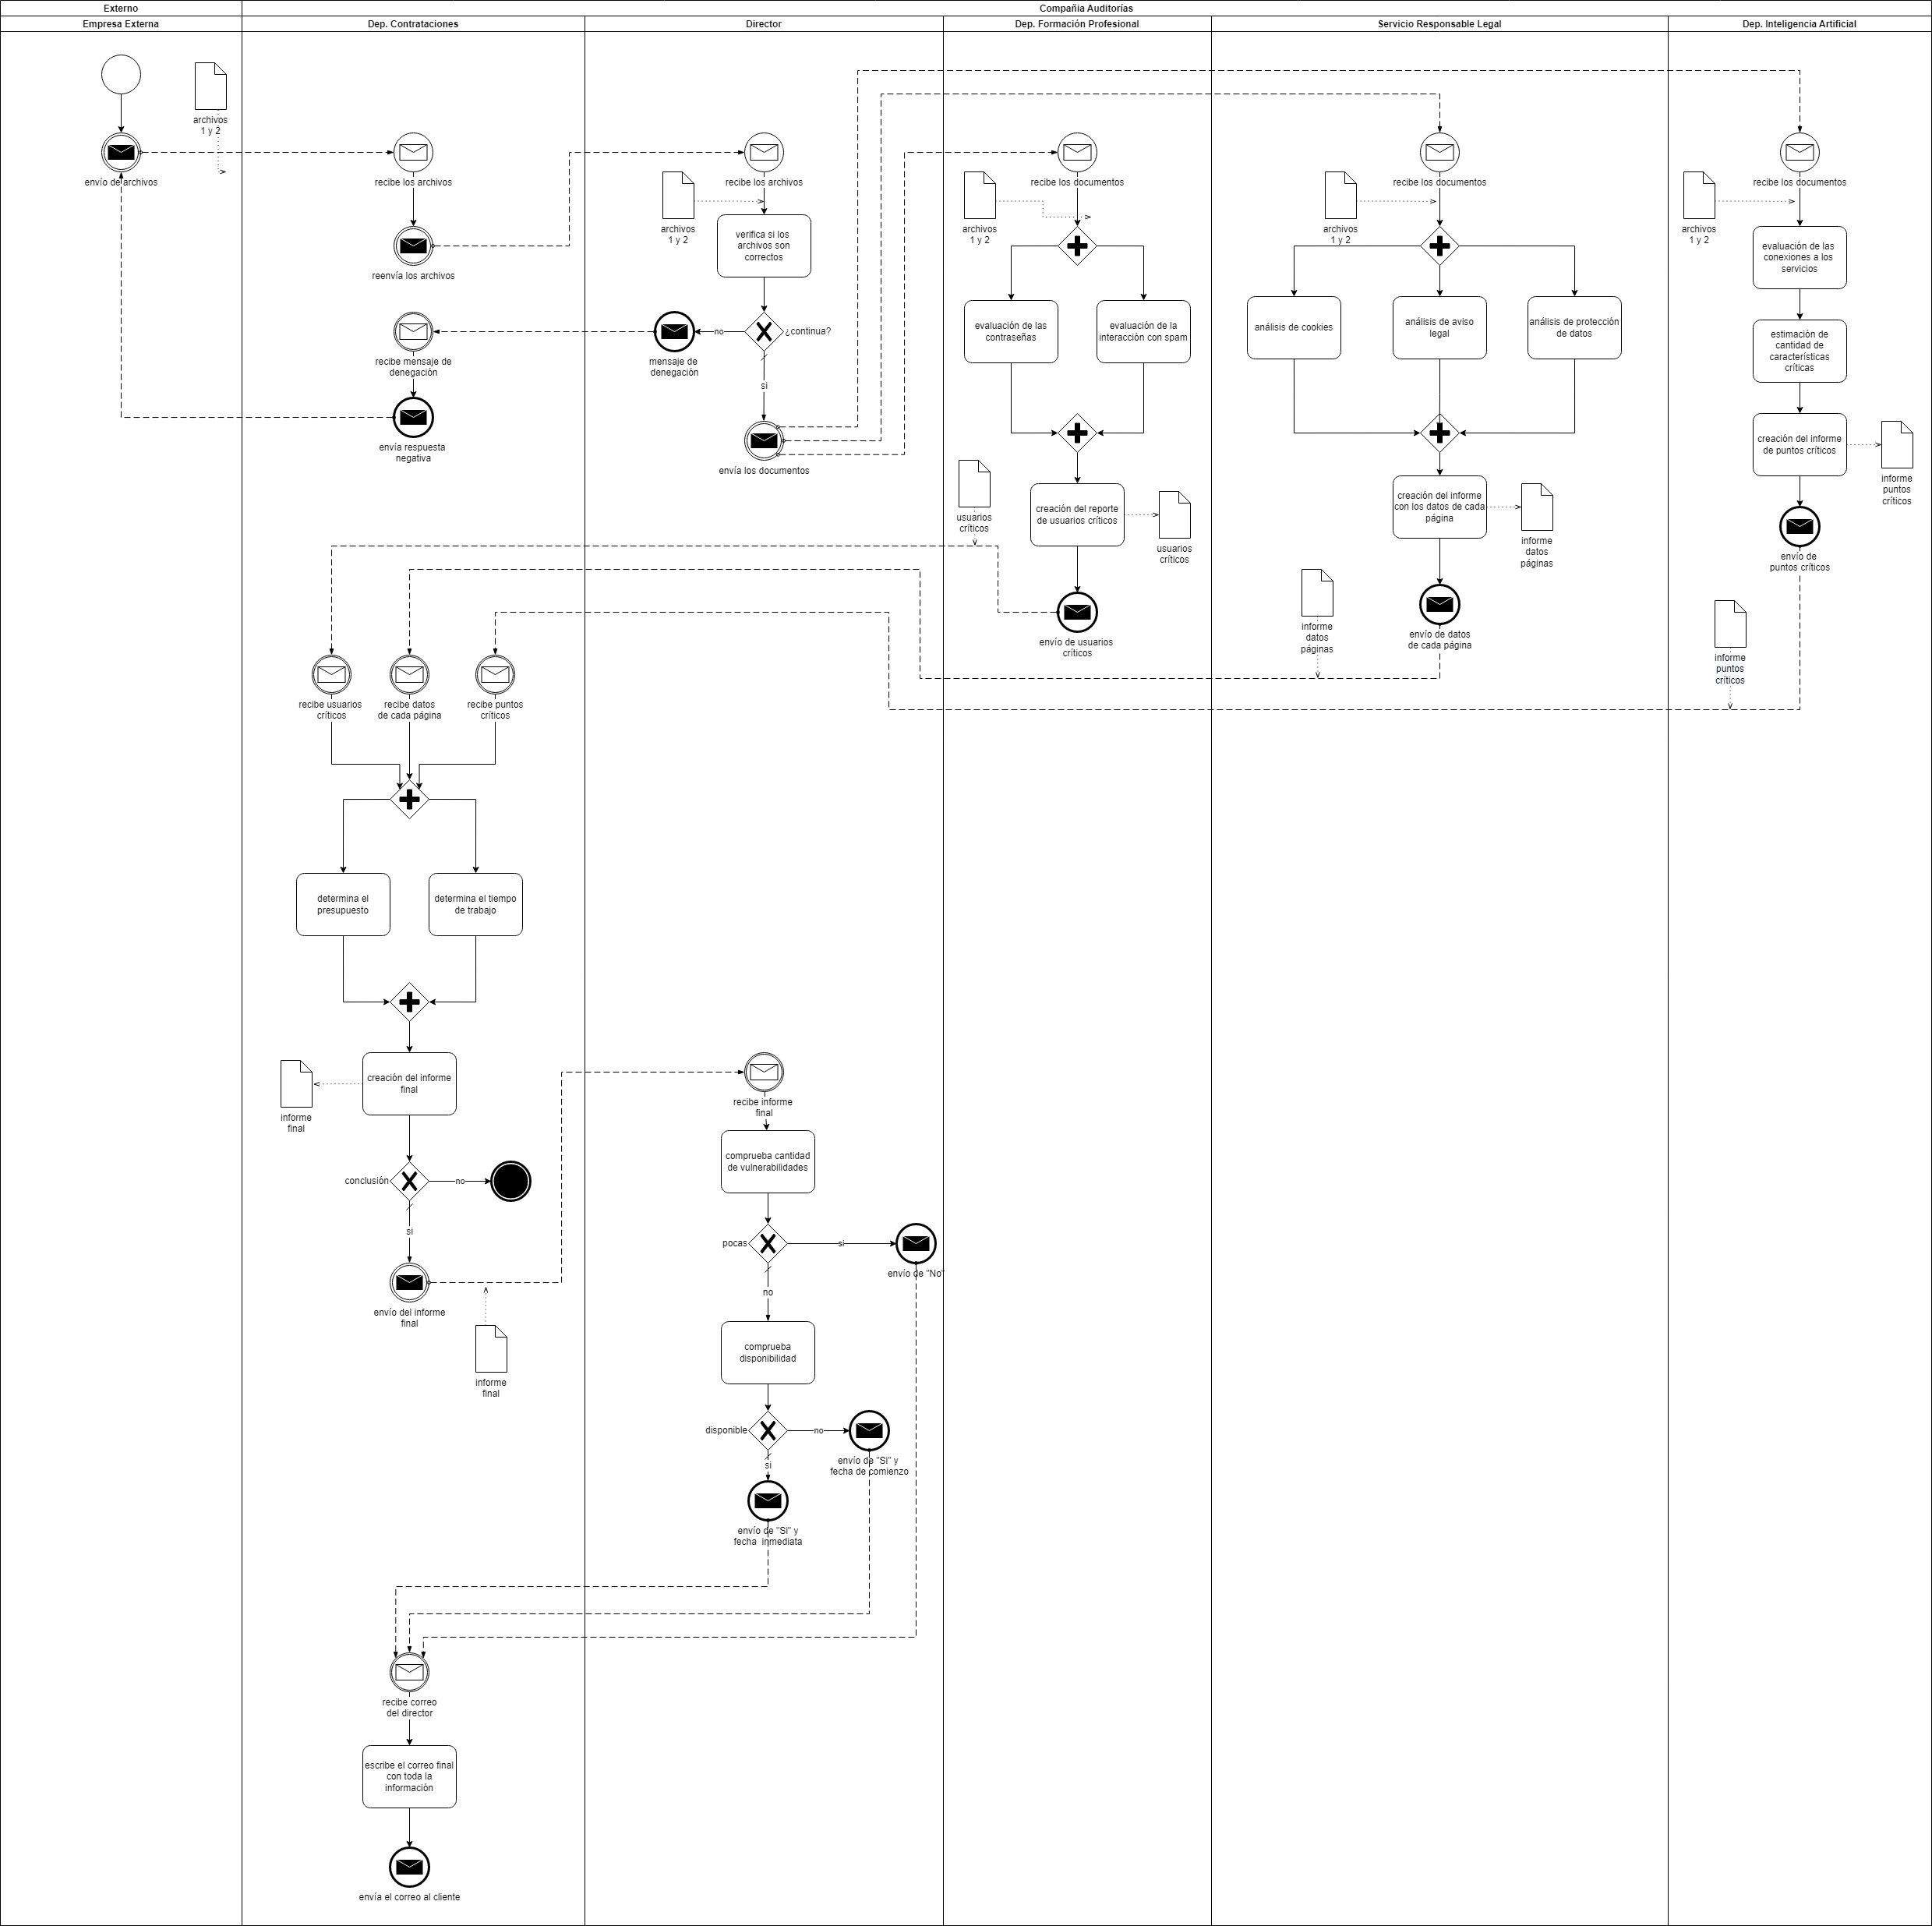 Externo
Compañia Auditorías
Empresa Externa
Dep. Contrataciones
Director
Dep. Formación Profesional
Servicio Responsable Legal
Dep. Inteligencia Artificial
archivos
1 y 2
envío de archivos
recibe los archivos
recibe los archivos
recibe los documentos
recibe los documentos
recibe los documentos
archivos
1 y 2
archivos
1 y 2
archivos
1 y 2
archivos
1 y 2
reenvía los archivos
verifica si los
archivos son
correctos
evaluación de las
conexiones a los
servicios
recibe mensaje de
denegación
mensaje de
denegación
no
¿continua?
si
evaluación de las
contraseñas
evaluación de la
interacción con spam
análisis de cookies
análisis de aviso
legal
análisis de protección
de datos
estimación de
cantidad de
características
críticas
envía respuesta
negativa
envía los documentos
creación del informe
de puntos críticos
informe
puntos
críticos
usuarios
críticos
creación del reporte
de usuarios críticos
usuarios
críticos
creación del informe
con los datos de cada
página
informe
datos
páginas
envío de
puntos críticos
envío de usuarios
críticos
informe
datos
páginas
envío de datos
de cada página
informe
puntos
críticos
recibe usuarios
críticos
recibe datos
de cada página
recibe puntos
críticos
determina el
presupuesto
determina el tiempo
de trabajo
creación del informe
final
informe
final
recibe informe
final
comprueba cantidad
de vulnerabilidades
conclusión
no
si
pocas
si
envío de "No"
no
envío del informe
final
informe
final
comprueba
disponibilidad
disponible
no
si
envío de "Si" y
fecha de comienzo
envío de "Si" y
fecha  inmediata
recibe correo
del director
escribe el correo final
con toda la
información
envía el correo al cliente